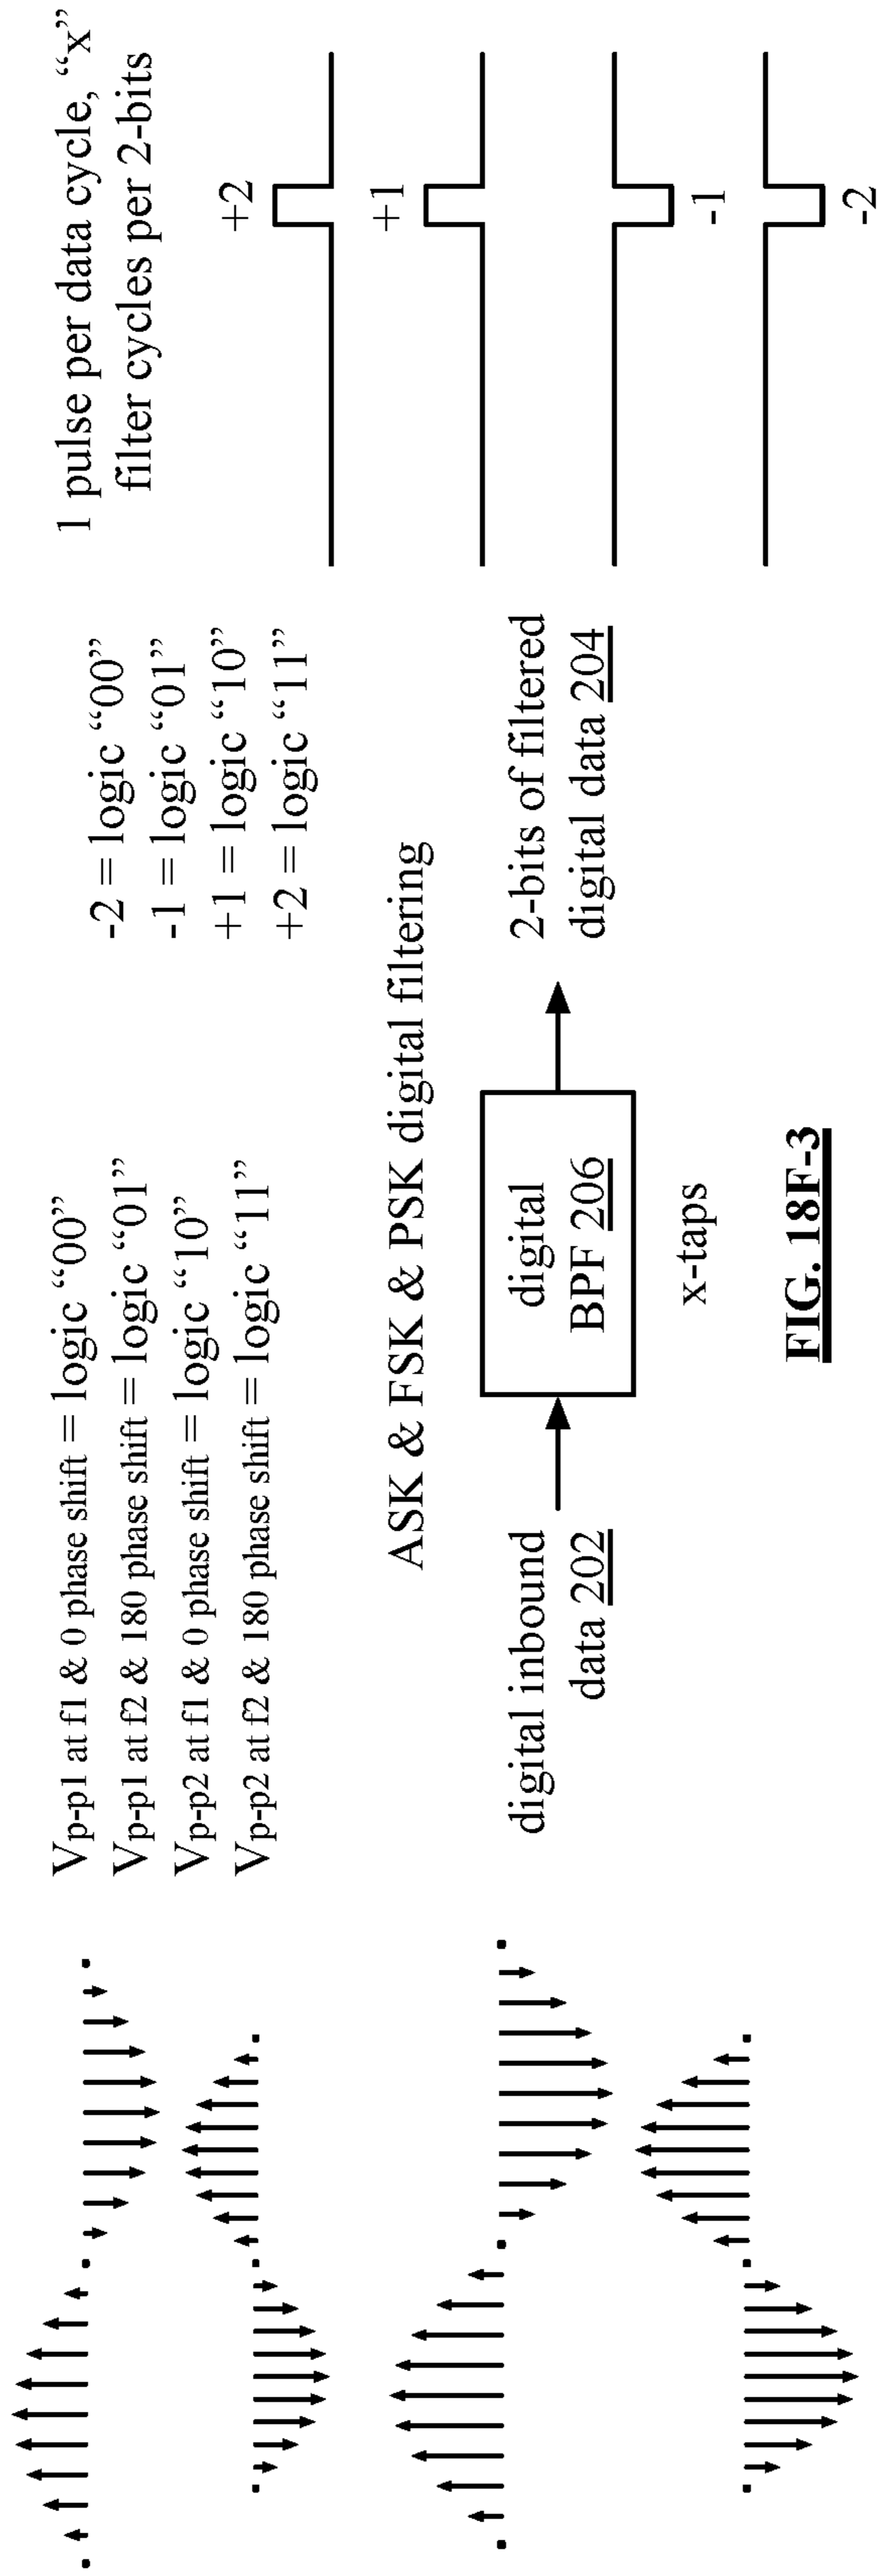 Vp-p1 at f1 & 0 phase shift = logic “00”
Vp-p1 at f2 & 180 phase shift = logic “01”
Vp-p2 at f1 & 0 phase shift = logic “10”
Vp-p2 at f2 & 180 phase shift = logic “11”
-2 = logic “00”
-1 = logic “01”
+1 = logic “10”
+2 = logic “11”
1 pulse per data cycle, “x”
filter cycles per 2-bits
+2
+1
-1
-2
ASK & FSK & PSK digital filtering
digital inbound
data 202
digital
BPF 206
x-taps
2-bits of filtered
digital data 204
FIG. 18F-3